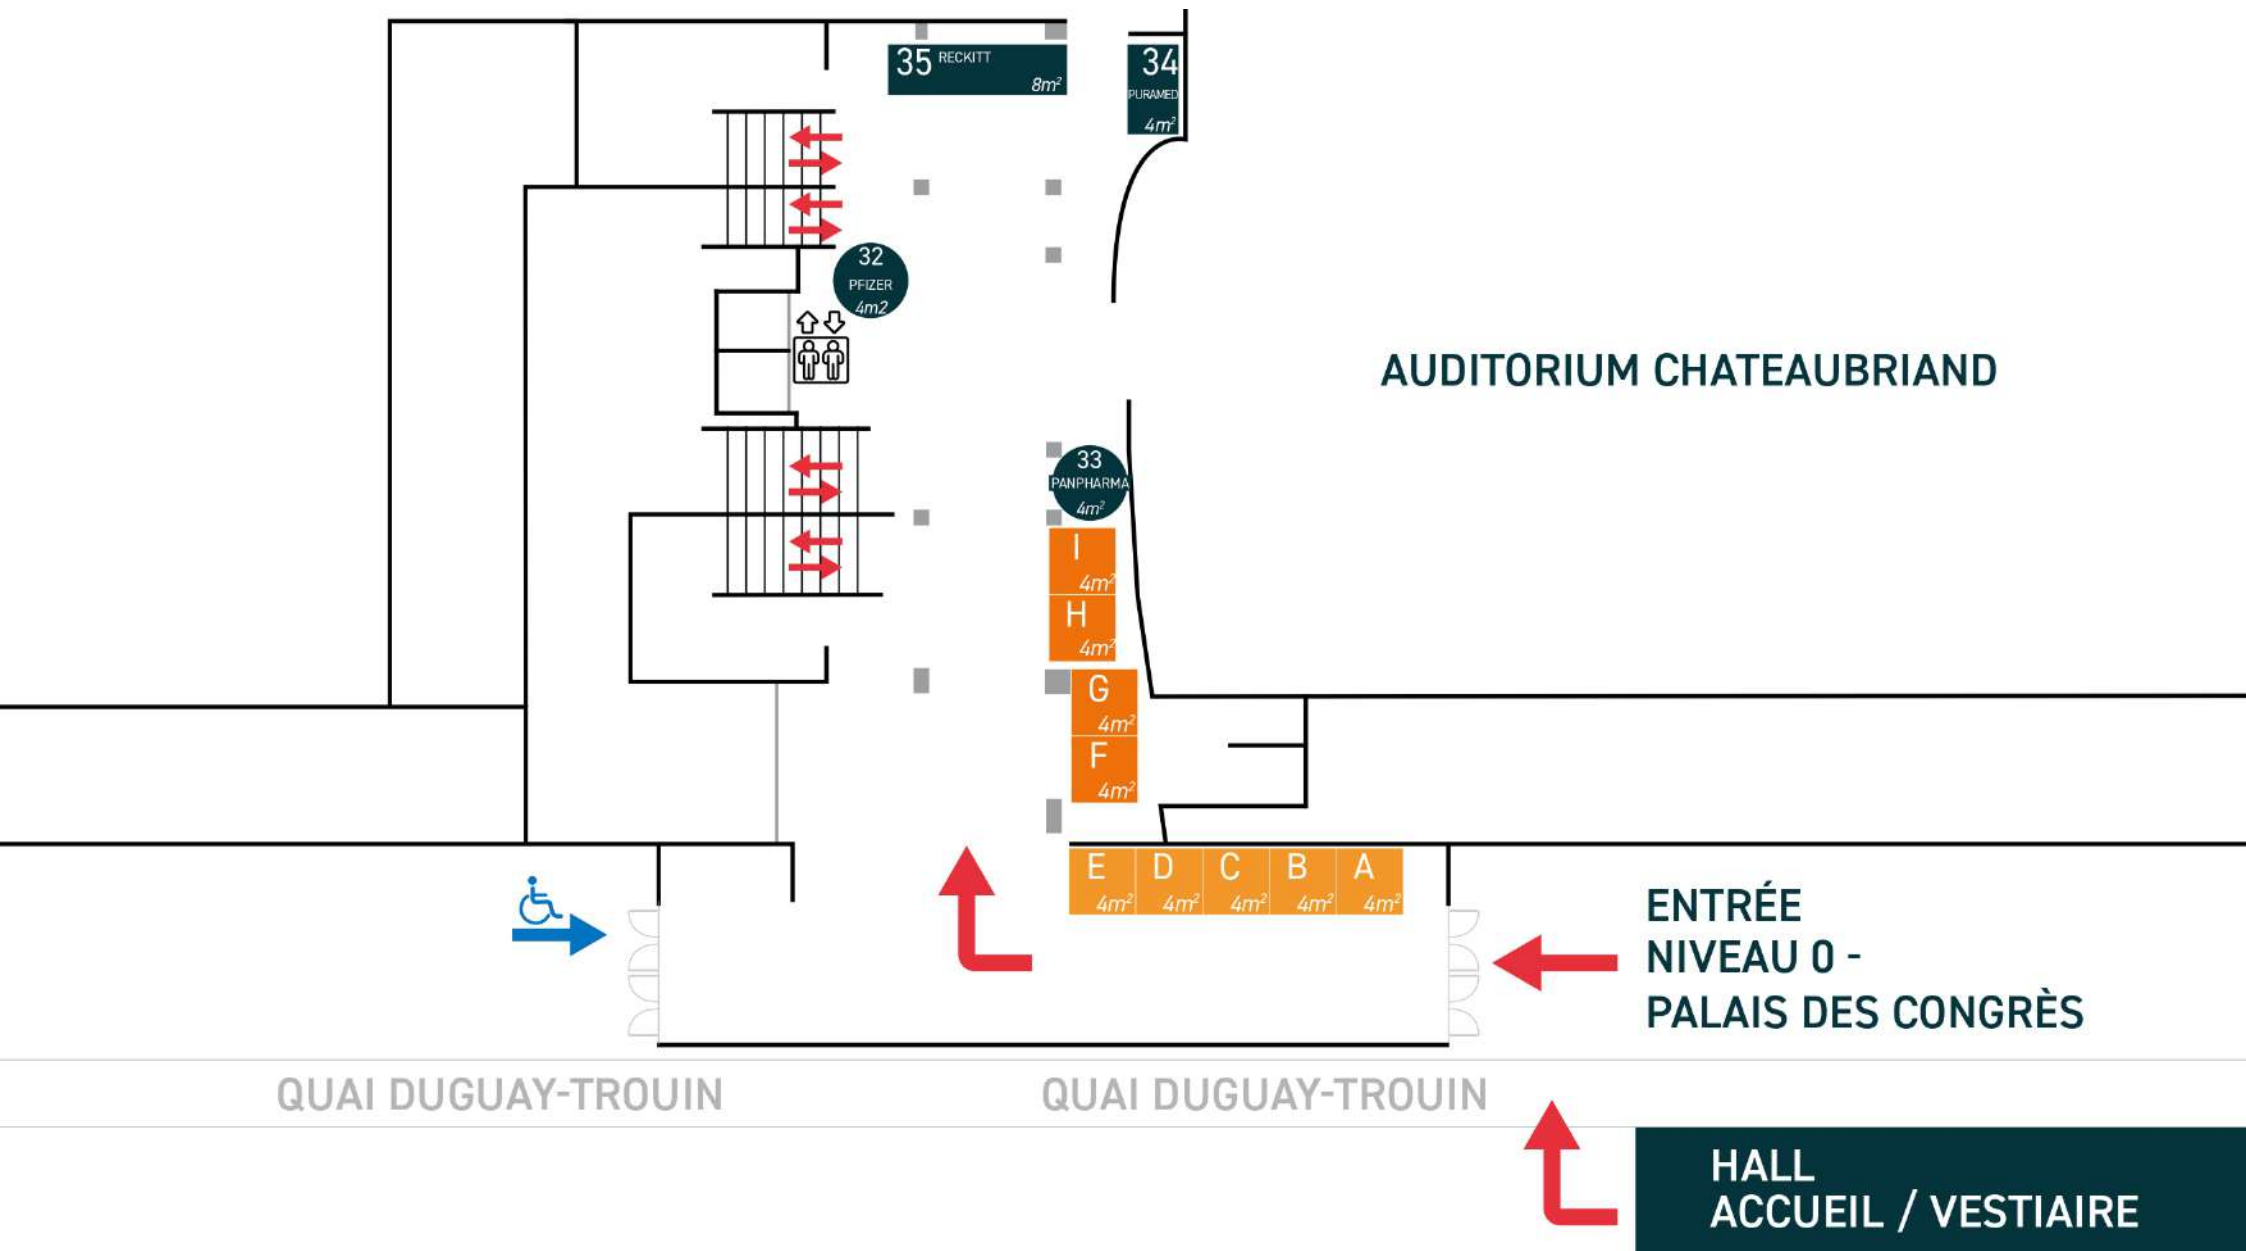 35 RECKITT
8m²
34
PURAMED
4m²
32
PFIZER
4m2
AUDITORIUM CHATEAUBRIAND
33
PANPHARMA
4m²
I
4m²
H
4m²
G
4m²
F
4m²
E D C B A
4m² 4m² 4m² 4m² 4m²
ENTRÉE
NIVEAU 0 -
PALAIS DES CONGRÈS
QUAI DUGUAY-TROUIN QUAI DUGUAY-TROUIN
HALL
ACCUEIL / VESTIAIRE